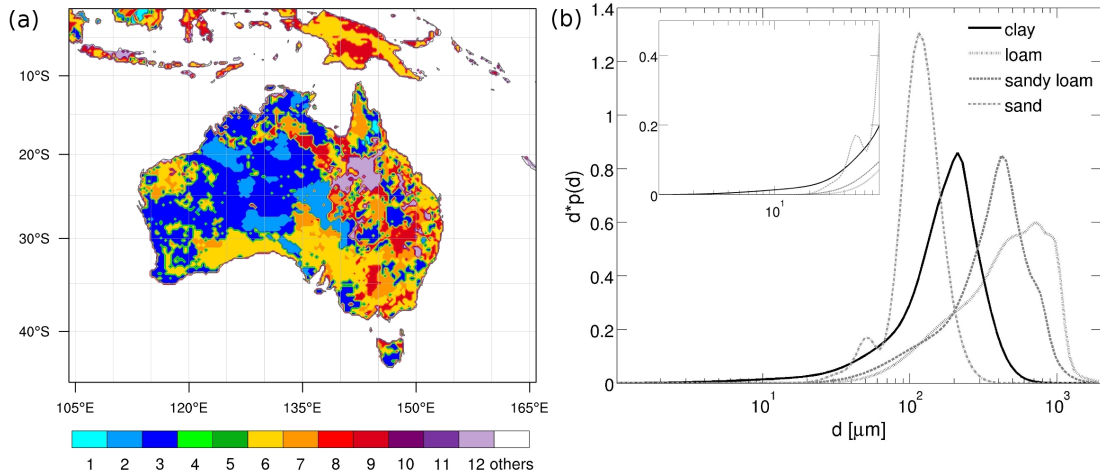 (a)
10°S
20°S
30°S
40°S
105°E 120°E 135°E 150°E 165°E
1 2 3 4 5 6 7 8 9 10 11 12 others
(b)
1.4
1.2
1
0.8
0.6
0.4
0.2
0
d*p(d)
clay
loam
sandy loam
sand
0.4
0.2
0
10¹
10¹ 10² 10³
d [µm]